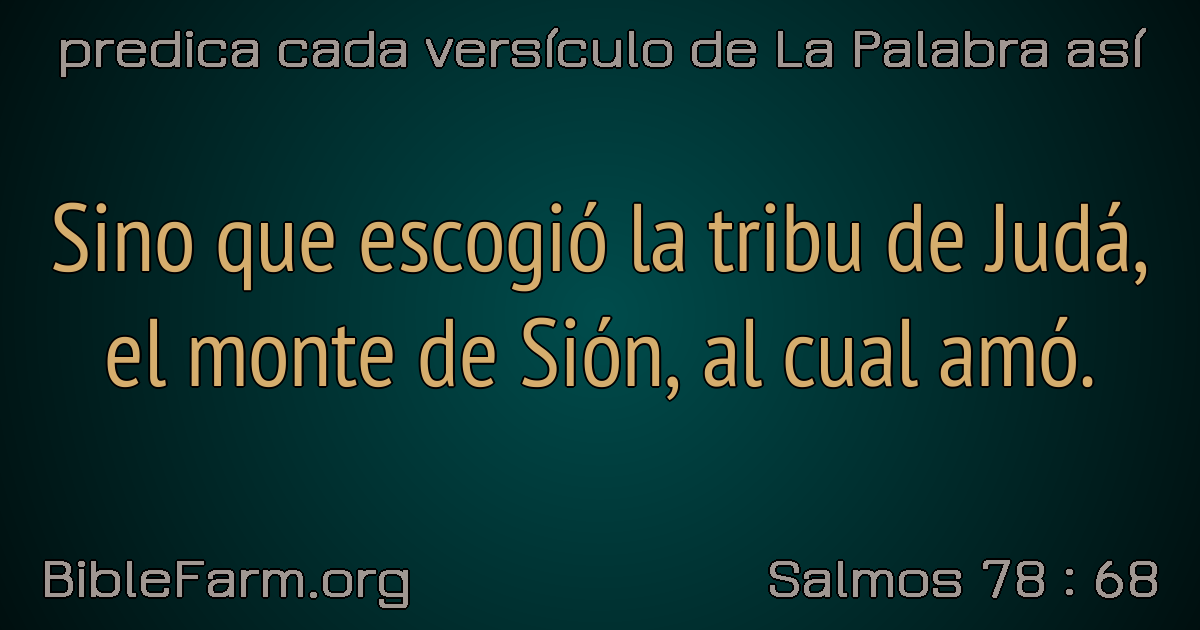 predica cada versículo de La Palabra así
Sino que escogió la tribu de Judá,
el monte de Sión, al cual amó.
BibleFarm.org
Salmos 78 : 68